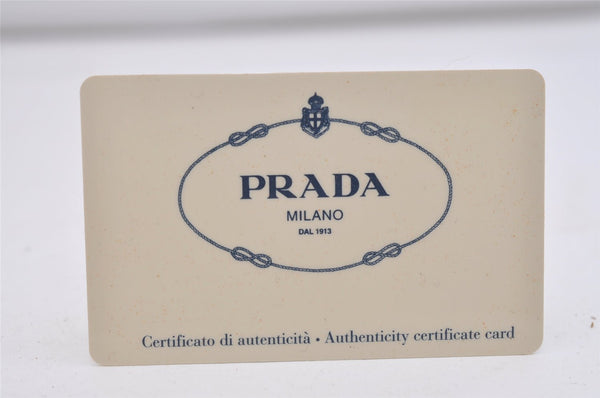 PRADA
MILANO
DAL 1913
Certificato di autenticità • Authenticity certificate card